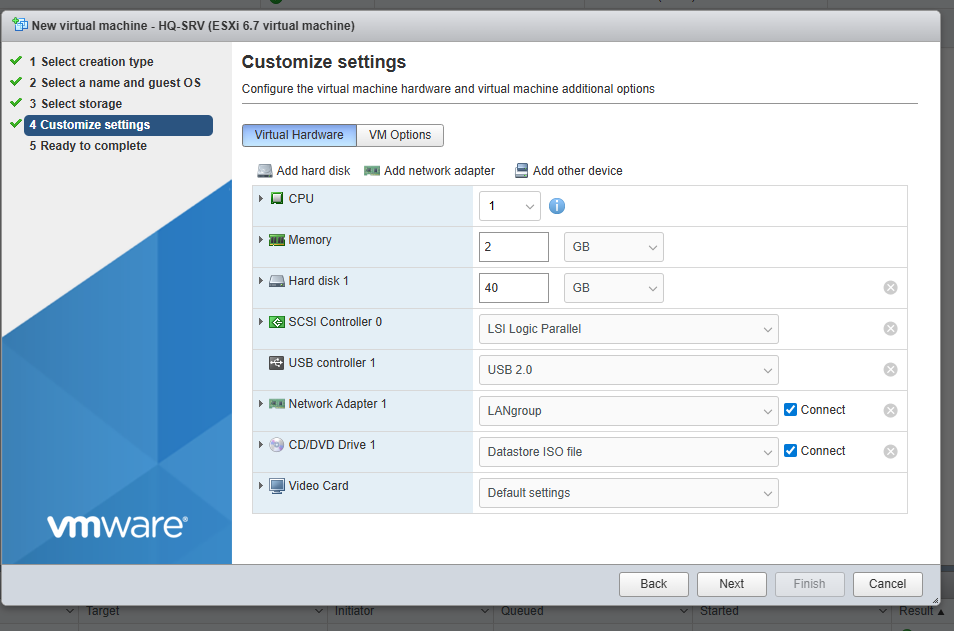 New virtual machine - HQ-SRV (ESXi 6.7 virtual machine)
1 Select creation type
2 Select a name and guest OS
3 Select storage
4 Customize settings
5 Ready to complete
vmware®
Customize settings
Configure the virtual machine hardware and virtual machine additional options
Virtual Hardware VM Options
Add hard disk Add network adapter Add other device
CPU 1
Memory 2 GB
Hard disk 1 40 GB
SCSI Controller 0 LSI Logic Parallel
USB controller 1 USB 2.0
Network Adapter 1 LANgroup Connect
CD/DVD Drive 1 Datastore ISO file Connect
Video Card Default settings
Back Next Finish Cancel
Target Initiator Queued Started Result